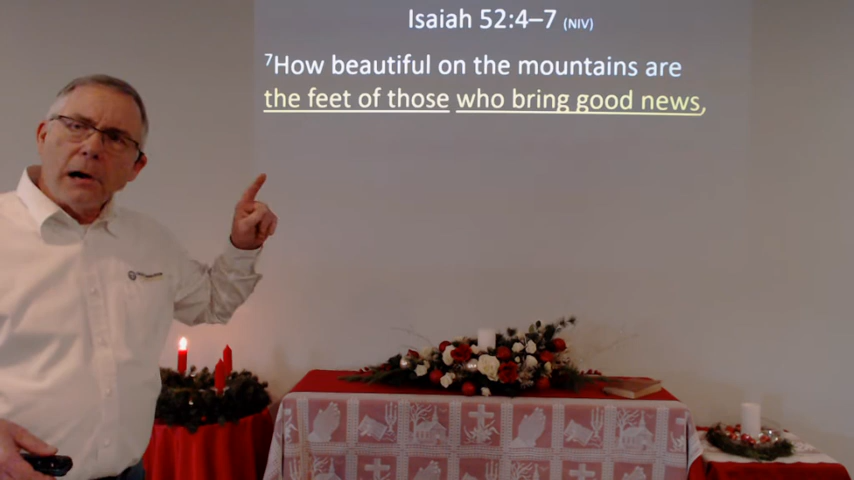 Isaiah 52:4–7 (NIV)
⁷How beautiful on the mountains are
the feet of those who bring good news,